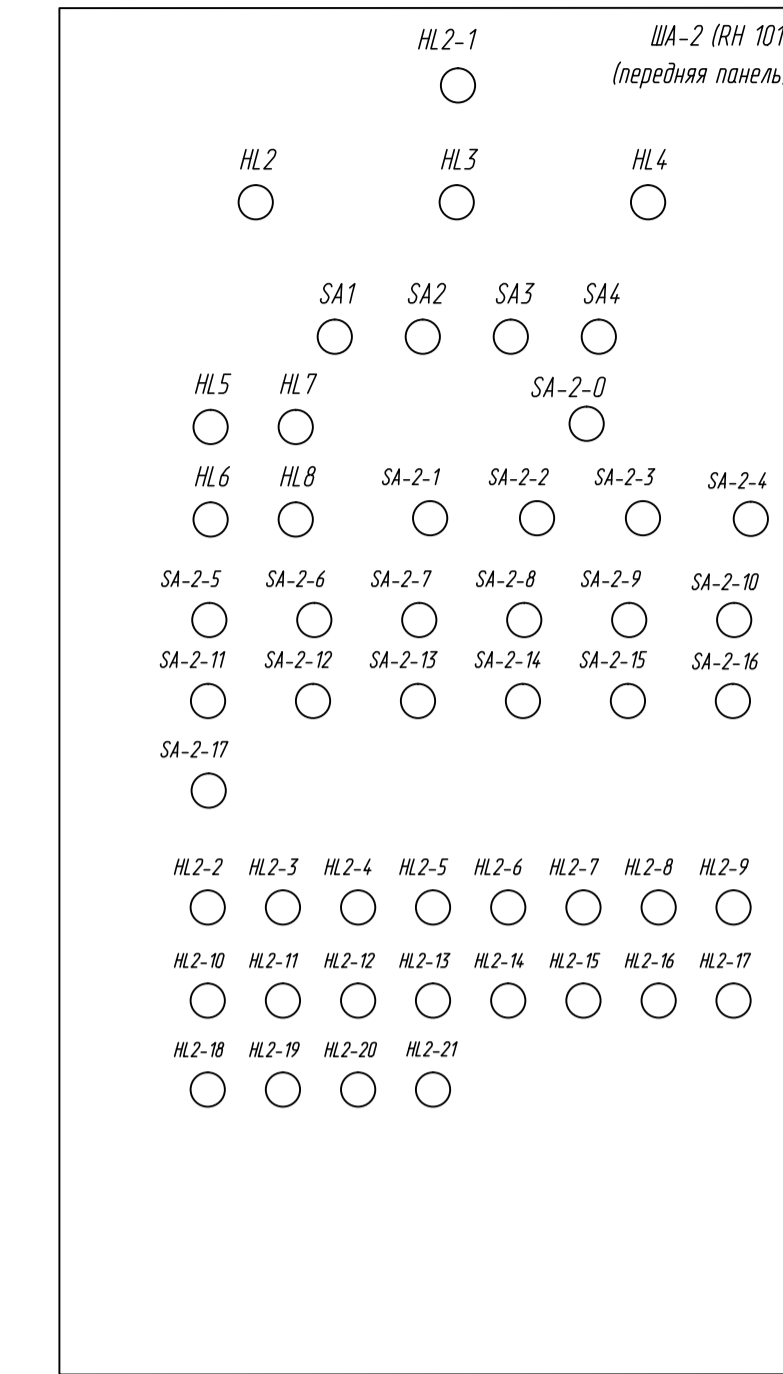 HL2-1
ША-2 (RH 101
(передняя панель
HL2 HL3 HL4
SA1 SA2 SA3 SA4
HL5 HL7 SA-2-0
HL6 HL8 SA-2-1 SA-2-2 SA-2-3 SA-2-4
SA-2-5 SA-2-6 SA-2-7 SA-2-8 SA-2-9 SA-2-10
SA-2-11 SA-2-12 SA-2-13 SA-2-14 SA-2-15 SA-2-16
SA-2-17
HL2-2 HL2-3 HL2-4 HL2-5 HL2-6 HL2-7 HL2-8 HL2-9
HL2-10 HL2-11 HL2-12 HL2-13 HL2-14 HL2-15 HL2-16 HL2-17
HL2-18 HL2-19 HL2-20 HL2-21